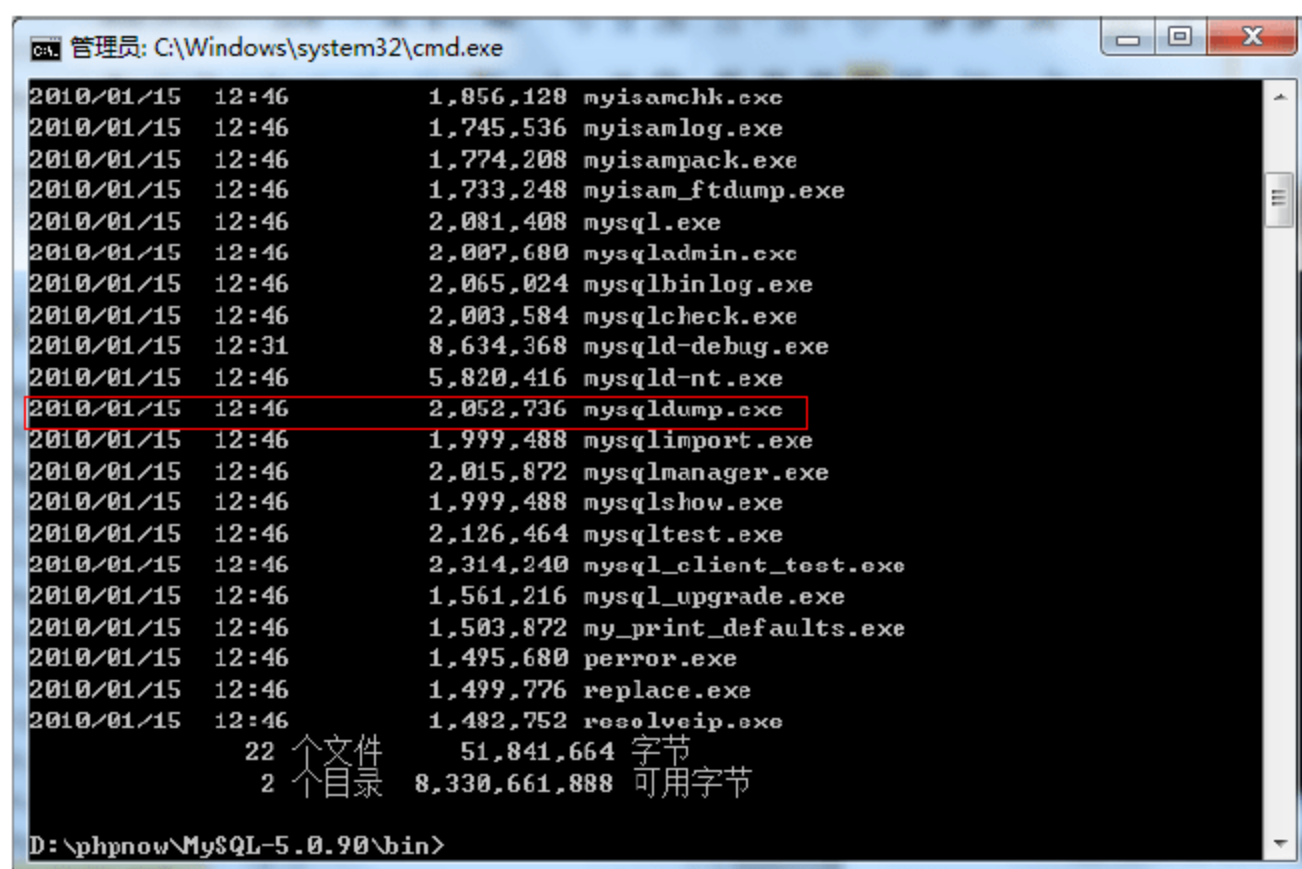 管理员: C:\Windows\system32\cmd.exe
2010/01/15  12:46         1,856,128 myisamchk.exe
2010/01/15  12:46         1,745,536 myisamlog.exe
2010/01/15  12:46         1,774,208 myisampack.exe
2010/01/15  12:46         1,733,248 myisam_ftdump.exe
2010/01/15  12:46         2,081,408 mysql.exe
2010/01/15  12:46         2,007,680 mysqladmin.exe
2010/01/15  12:46         2,065,024 mysqlbinlog.exe
2010/01/15  12:46         2,003,584 mysqlcheck.exe
2010/01/15  12:31         8,634,368 mysqld-debug.exe
2010/01/15  12:46         5,820,416 mysqld-nt.exe
2010/01/15  12:46         2,052,736 mysqldump.exe
2010/01/15  12:46         1,999,488 mysqlimport.exe
2010/01/15  12:46         2,015,872 mysqlmanager.exe
2010/01/15  12:46         1,999,488 mysqlshow.exe
2010/01/15  12:46         2,126,464 mysqltest.exe
2010/01/15  12:46         2,314,240 mysql_client_test.exe
2010/01/15  12:46         1,561,216 mysql_upgrade.exe
2010/01/15  12:46         1,503,872 my_print_defaults.exe
2010/01/15  12:46         1,495,680 perror.exe
2010/01/15  12:46         1,499,776 replace.exe
2010/01/15  12:46         1,482,752 resolveip.exe
22 个文件     51,841,664 字节
2 个目录  8,330,661,888 可用字节
D:\phpnow\MySQL-5.0.90\bin>